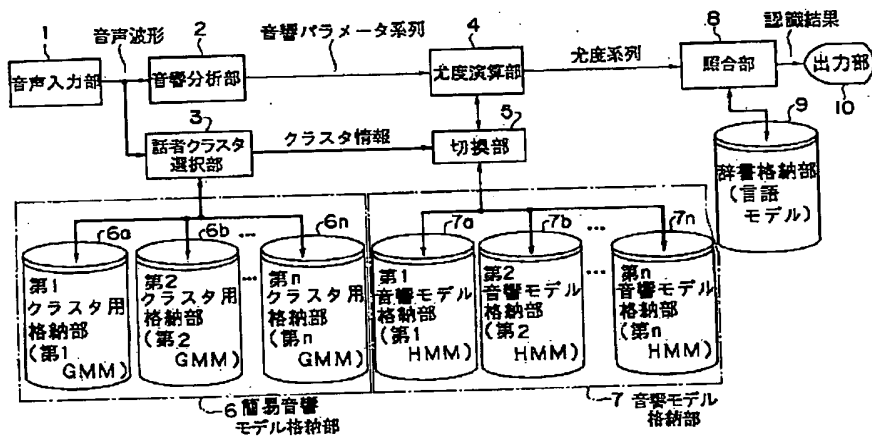 1
音声入力部
音声波形
2
音響分析部
音響パラメータ系列
4
尤度演算部
尤度系列
8
照合部
認識結果
出力部
10
3
話者クラスタ
選択部
クラスタ情報
5
切換部
9
辞書格納部
(言語
モデル)
6a
第1
クラスタ用
格納部
(第1
GMM)
6b
第2
クラスタ用
格納部
(第2
GMM)
...
...
6n
第n
クラスタ用
格納部
(第n
GMM)
7a
第1
音響モデル
格納部
(第1
HMM)
7b
第2
音響モデル
格納部
(第2
HMM)
...
...
7n
第n
音響モデル
格納部
(第n
HMM)
6 簡易音響
モデル格納部
7 音響モデル
格納部